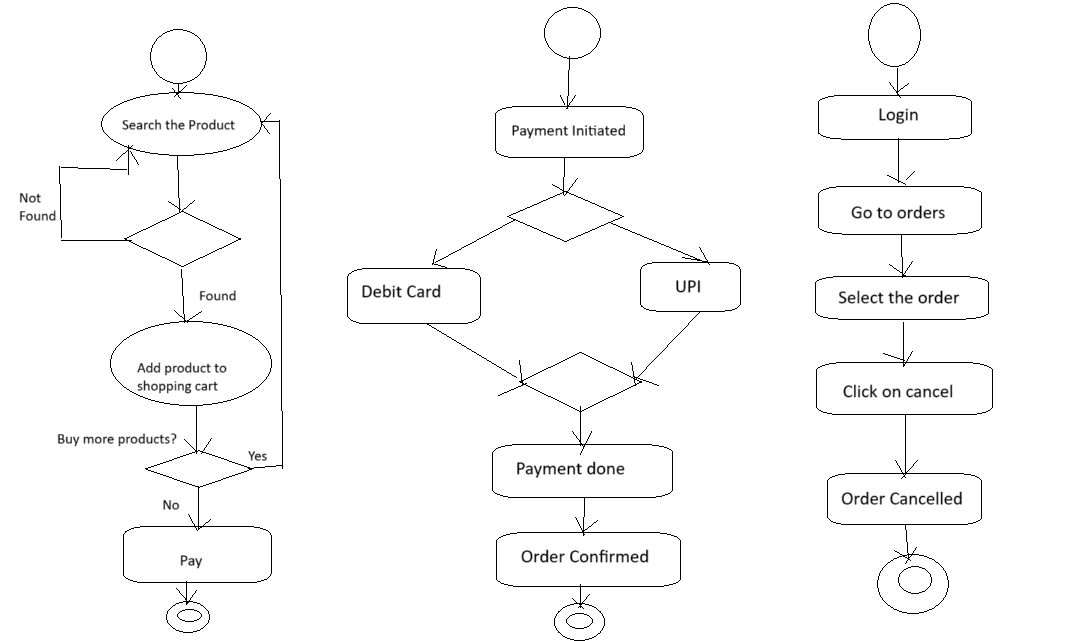 Search the Product
Not
Found
Found
Add product to
shopping cart
Buy more products?
Yes
No
Pay
Payment Initiated
Debit Card
UPI
Payment done
Order Confirmed
Login
Go to orders
Select the order
Click on cancel
Order Cancelled